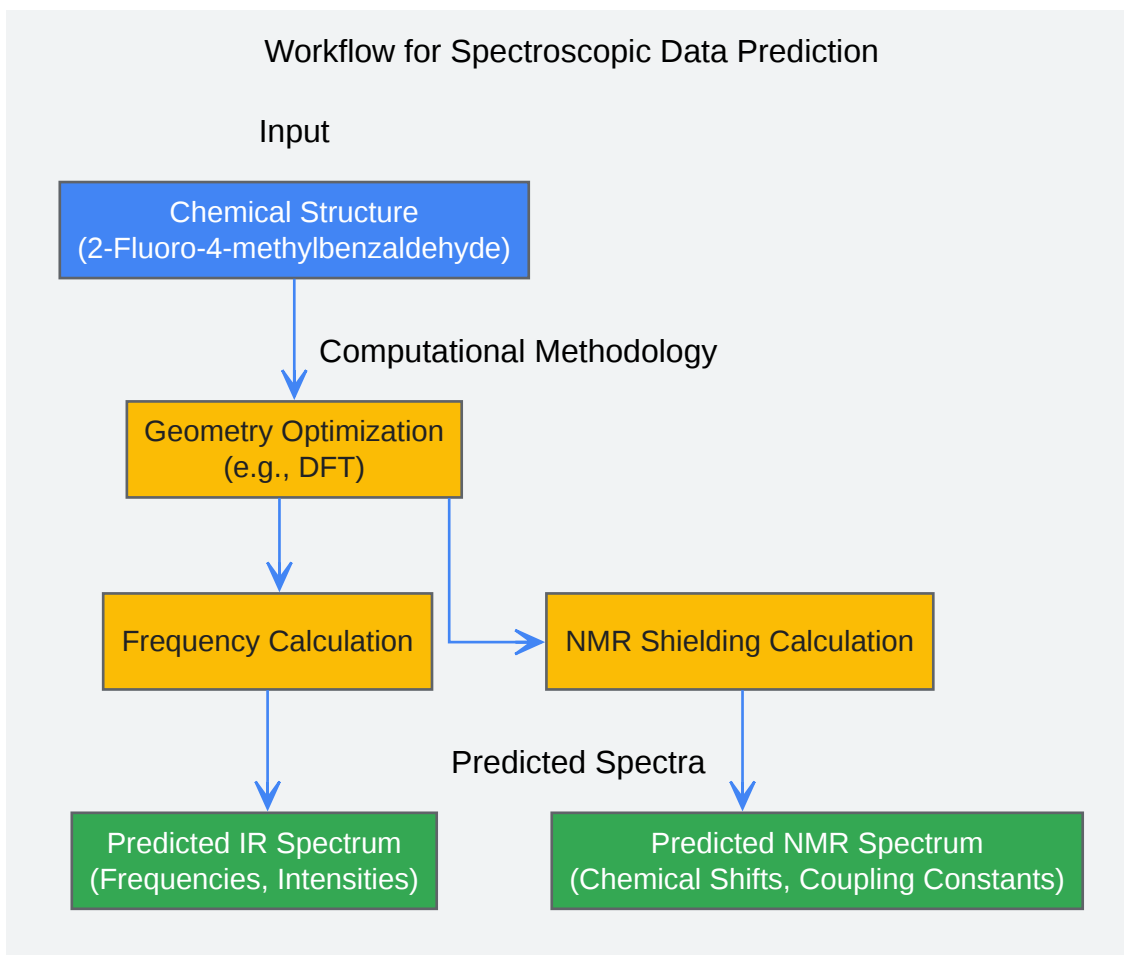 Workflow for Spectroscopic Data Prediction
Input
Chemical Structure
(2-Fluoro-4-methylbenzaldehyde)
Computational Methodology
Geometry Optimization
(e.g., DFT)
Frequency Calculation
NMR Shielding Calculation
Predicted Spectra
Predicted IR Spectrum
(Frequencies, Intensities)
Predicted NMR Spectrum
(Chemical Shifts, Coupling Constants)